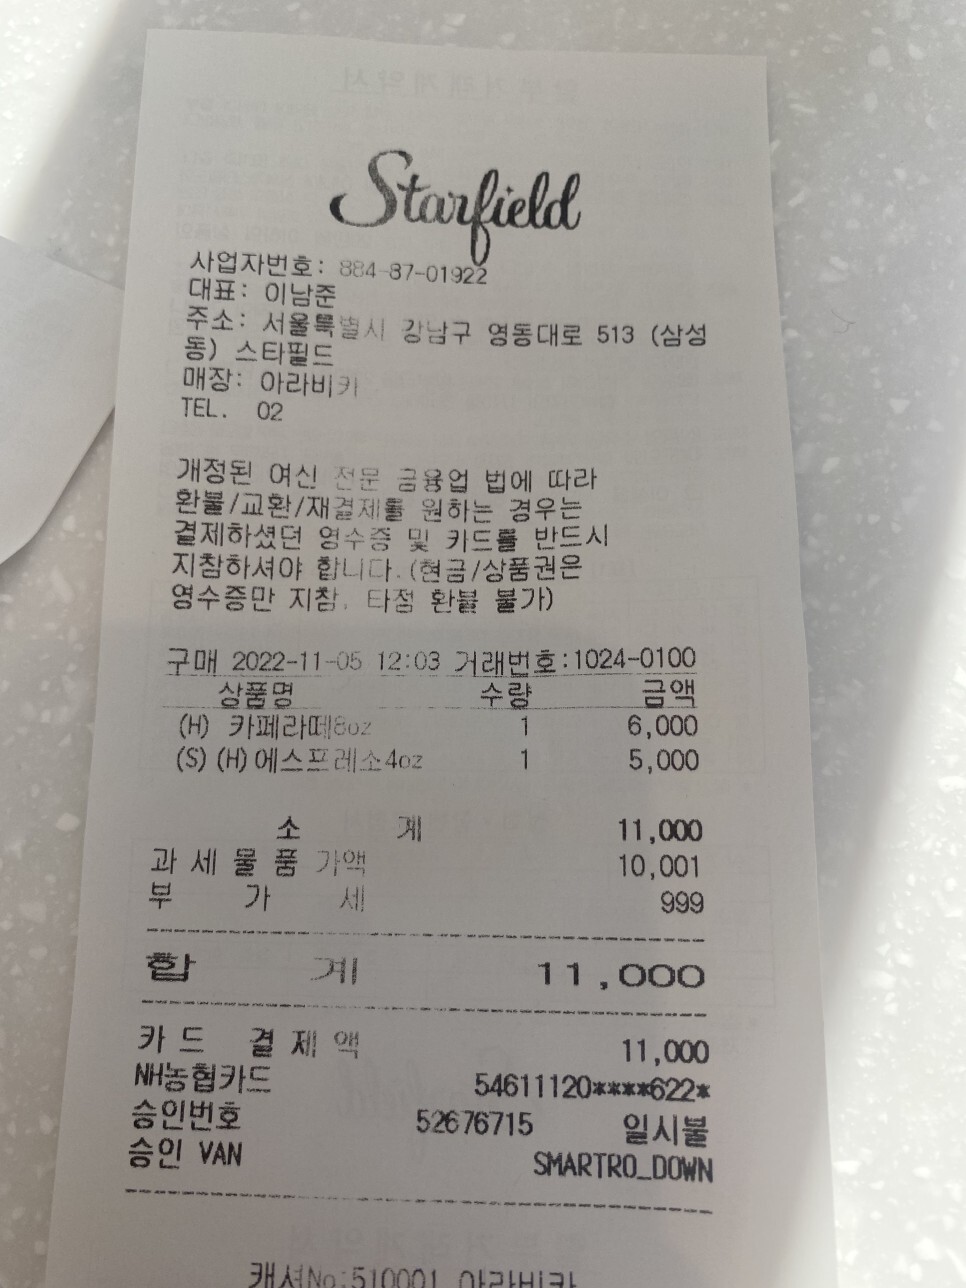 Starfield
사업자번호: 884-87-01922
대표: 이남준
주소: 서울특별시 강남구 영동대로 513 (삼성
동) 스타필드
매장: 아라비카
TEL. 02
개정된 여신 전문 금융업 법에 따라
환불/교환/재결제를 원하는 경우는
결제하셨던 영수증 및 카드를 반드시
지참하셔야 합니다.(현금/상품권은
영수증만 지참, 타점 환불 불가)
구매 2022-11-05 12:03 거래번호:1024-0100
상품명 수량 금액
(H) 카페라떼8oz 1 6,000
(S)(H)에스프레소4oz 1 5,000
소 계 11,000
과 세 물 품 가액 10,001
부 가 세 999
합 계 11,000
카 드 결 제 액 11,000
NH농협카드 54611120****622*
승인번호 52676715 일시불
승인 VAN SMARTRO_DOWN
캐셔No:510001 아라비카